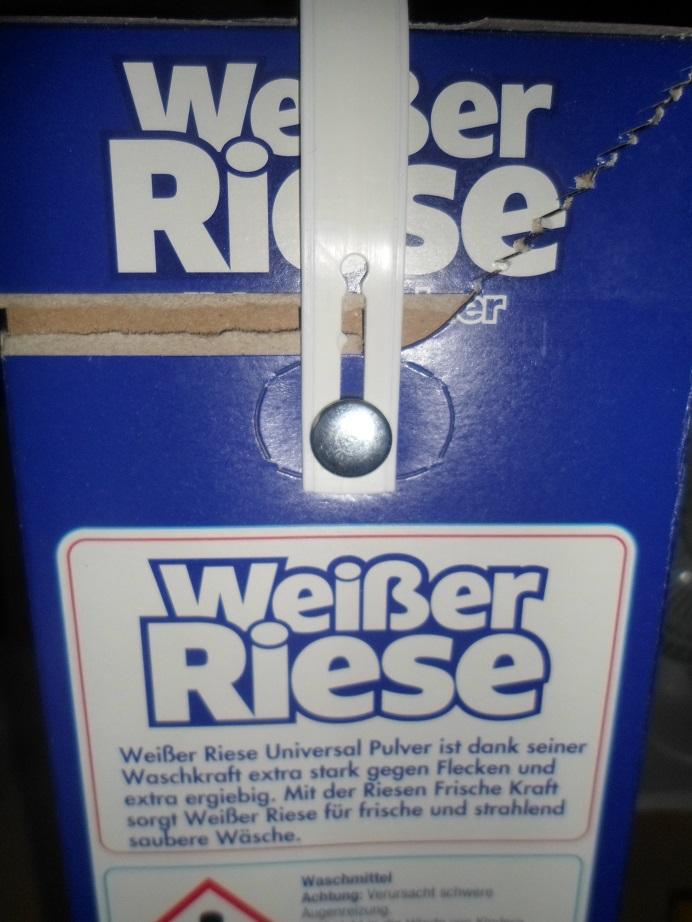 Weißer
Riese
er
Weißer
Riese
Weißer Riese Universal Pulver ist dank seiner
Waschkraft extra stark gegen Flecken und
extra ergiebig. Mit der Riesen Frische Kraft
sorgt Weißer Riese für frische und strahlend
saubere Wäsche.
Waschmittel
Achtung: Verursacht schwere
Augenreizung.